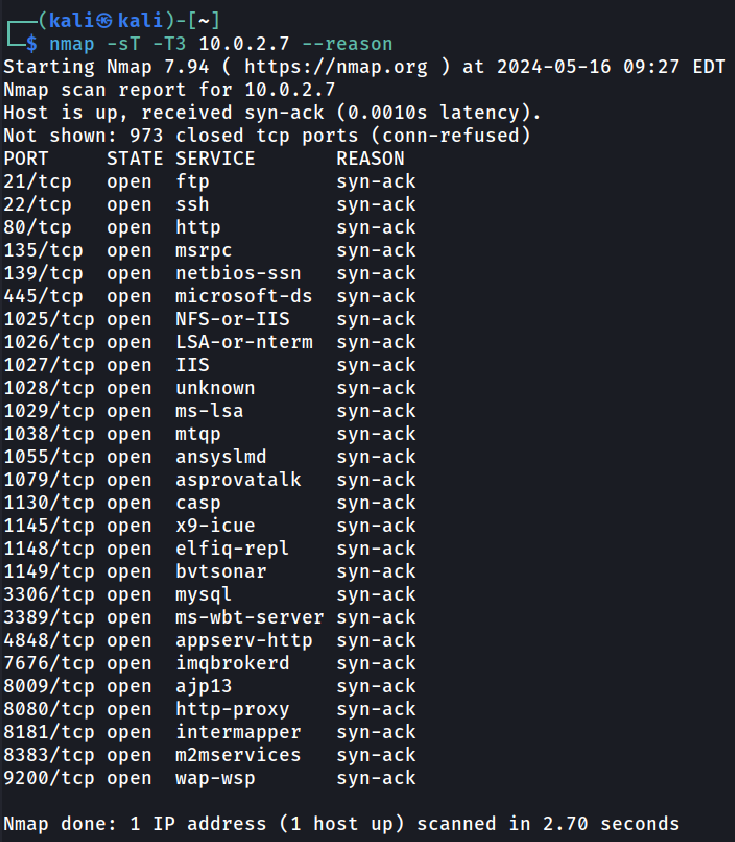 ┌──(kali㉿kali)-[~]
└─$ nmap -sT -T3 10.0.2.7 --reason
Starting Nmap 7.94 ( https://nmap.org ) at 2024-05-16 09:27 EDT
Nmap scan report for 10.0.2.7
Host is up, received syn-ack (0.0010s latency).
Not shown: 973 closed tcp ports (conn-refused)
PORT     STATE SERVICE       REASON
21/tcp   open  ftp           syn-ack
22/tcp   open  ssh           syn-ack
80/tcp   open  http          syn-ack
135/tcp  open  msrpc         syn-ack
139/tcp  open  netbios-ssn   syn-ack
445/tcp  open  microsoft-ds  syn-ack
1025/tcp open  NFS-or-IIS    syn-ack
1026/tcp open  LSA-or-nterm  syn-ack
1027/tcp open  IIS           syn-ack
1028/tcp open  unknown       syn-ack
1029/tcp open  ms-lsa        syn-ack
1038/tcp open  mtqp          syn-ack
1055/tcp open  ansyslmd      syn-ack
1079/tcp open  asprovatalk   syn-ack
1130/tcp open  casp          syn-ack
1145/tcp open  x9-icue       syn-ack
1148/tcp open  elfiq-repl    syn-ack
1149/tcp open  bvtsonar      syn-ack
3306/tcp open  mysql         syn-ack
3389/tcp open  ms-wbt-server syn-ack
4848/tcp open  appserv-http  syn-ack
7676/tcp open  imqbrokerd    syn-ack
8009/tcp open  ajp13         syn-ack
8080/tcp open  http-proxy    syn-ack
8181/tcp open  intermapper   syn-ack
8383/tcp open  m2mservices   syn-ack
9200/tcp open  wap-wsp       syn-ack
Nmap done: 1 IP address (1 host up) scanned in 2.70 seconds